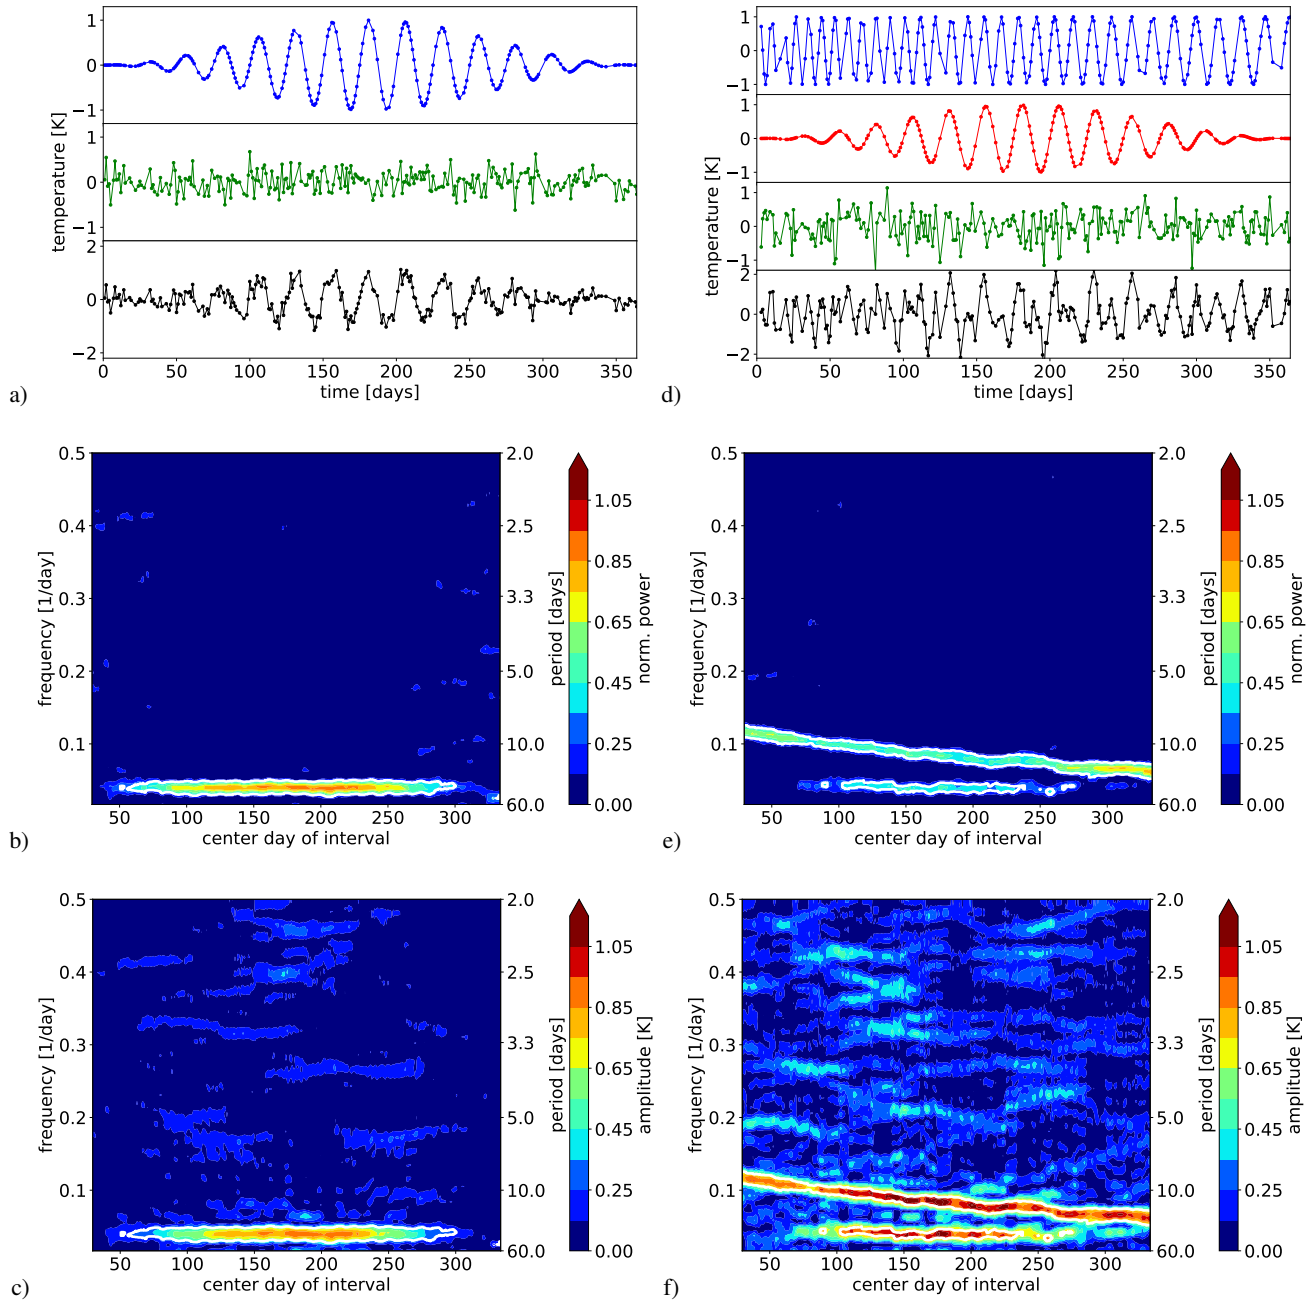 1
0
−1
1
0
−1
2
0
−2
temperature [K]
0 50 100 150 200 250 300 350
time [days]
a)
1
0
−1
1
0
−1
1
0
−1
2
0
−2
temperature [K]
0 50 100 150 200 250 300 350
time [days]
d)
0.5
0.4
0.3
0.2
0.1
frequency [1/day]
2.0
2.5
3.3
5.0
10.0
60.0
period [days]
1.05
0.85
0.65
0.45
0.25
0.00
norm. power
50 100 150 200 250 300
center day of interval
b)
0.5
0.4
0.3
0.2
0.1
frequency [1/day]
2.0
2.5
3.3
5.0
10.0
60.0
period [days]
1.05
0.85
0.65
0.45
0.25
0.00
norm. power
50 100 150 200 250 300
center day of interval
e)
0.5
0.4
0.3
0.2
0.1
frequency [1/day]
2.0
2.5
3.3
5.0
10.0
60.0
period [days]
1.05
0.85
0.65
0.45
0.25
0.00
amplitude [K]
50 100 150 200 250 300
center day of interval
c)
0.5
0.4
0.3
0.2
0.1
frequency [1/day]
2.0
2.5
3.3
5.0
10.0
60.0
period [days]
1.05
0.85
0.65
0.45
0.25
0.00
amplitude [K]
50 100 150 200 250 300
center day of interval
f)